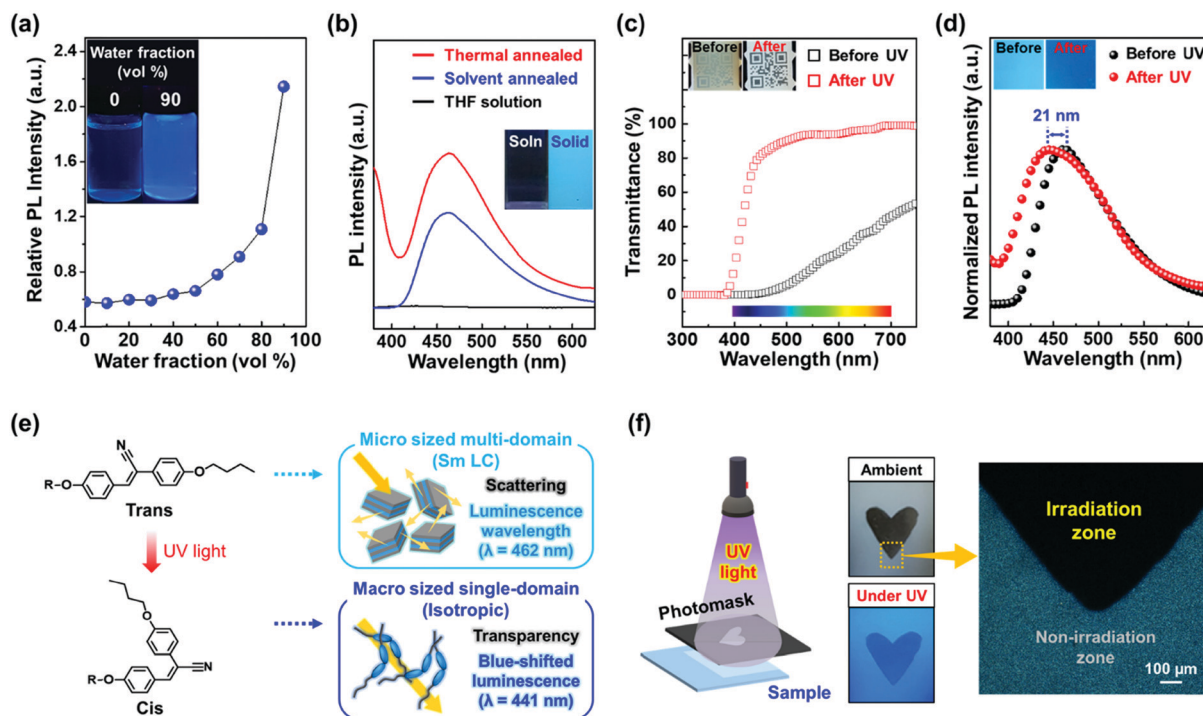 (a)
Relative PL Intensity (a.u.)
2.4
2.0
1.6
1.2
0.8
0.4
Water fraction
(vol %)
0 90
0 20 40 60 80 100
Water fraction (vol %)
(b)
PL intensity (a.u.)
Thermal annealed
Solvent annealed
THF solution
Soln Solid
400 450 500 550 600
Wavelength (nm)
(c)
Transmittance (%)
100
80
60
40
20
0
Before After
Before UV
After UV
300 400 500 600 700
Wavelength (nm)
(d)
Normalized PL intensity (a.u.)
Before After
Before UV
After UV
21 nm
400 450 500 550 600
Wavelength (nm)
(e)
N
O
R-O
Trans
UV light
O
N
R-O
Cis
Micro sized multi-domain
(Sm LC)
Scattering
Luminescence
wavelength
(λ = 462 nm)
Macro sized single-domain
(Isotropic)
Transparency
Blue-shifted
luminescence
(λ = 441 nm)
(f)
UV
light
Photomask
Sample
Ambient
Under UV
Irradiation
zone
Non-irradiation
zone
100 µm